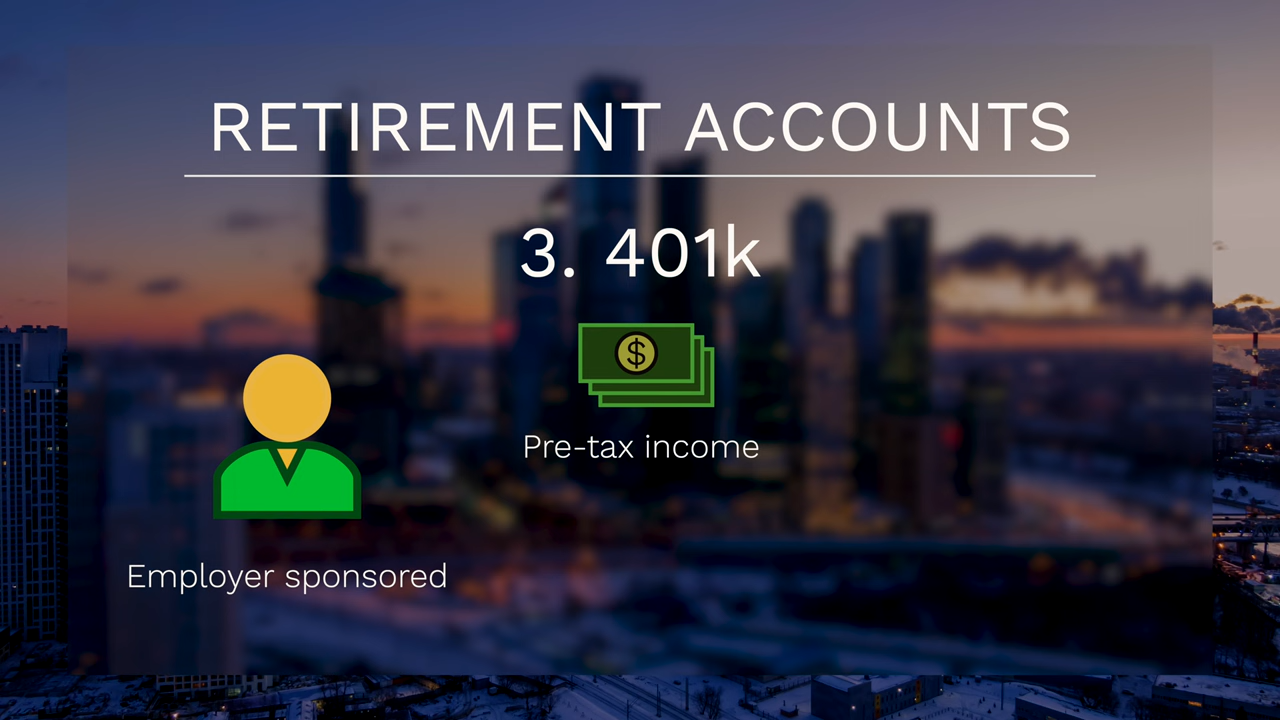 RETIREMENT ACCOUNTS
3. 401k
$
Pre-tax income
Employer sponsored